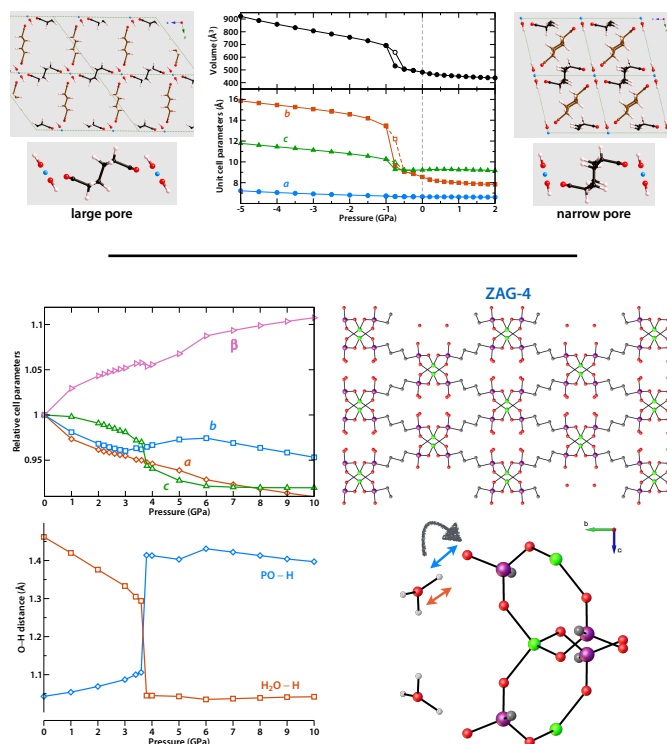 Volume (Å³)
900
800
700
600
500
400
Unit cell parameters (Å)
16
14
12
10
8
b
c
a
-5
-4
-3
-2
-1
0
1
2
Pressure (GPa)
large pore
narrow pore
ZAG-4
Relative cell parameters
1.1
1.05
1
0.95
β
b
a
c
0 1 2 3 4 5 6 7 8 9 10
Pressure (GPa)
O–H distance (Å)
1.4
1.3
1.2
1.1
PO – H
H₂O – H
0 1 2 3 4 5 6 7 8 9 10
Pressure (GPa)
b
c